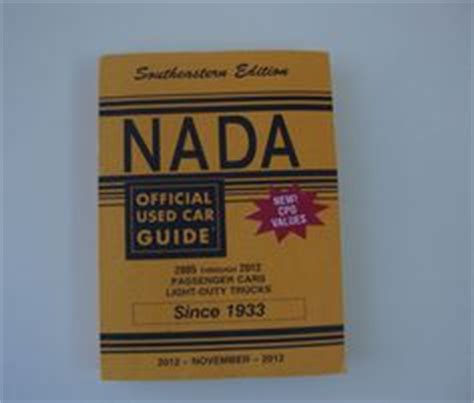 Southeastern Edition
NADA
OFFICIAL
USED CAR
GUIDE
NEW!
CPO
VALUES
2005 THROUGH 2012
PASSENGER CARS
LIGHT-DUTY TRUCKS
Since 1933
2012 – NOVEMBER – 2012